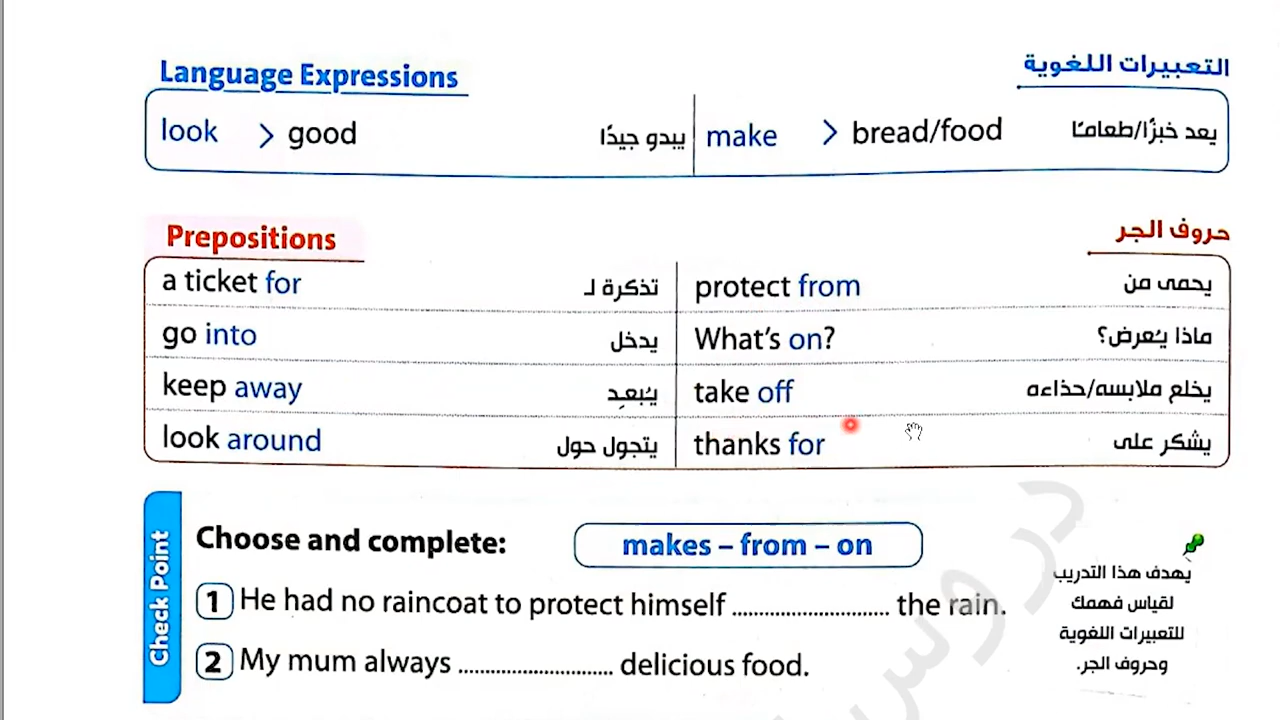 Language Expressions التعبيرات اللغوية
look > good يبدو جيدًا make > bread/food يعد خبزًا/طعامًا
Prepositions حروف الجر
a ticket for تذكرة لـ protect from يحمى من
go into يدخل What's on? ماذا يُعرض؟
keep away يُبعِد take off يخلع ملابسه/حذاءه
look around يتجول حول thanks for يشكر على
Check Point
Choose and complete: makes – from – on
1 He had no raincoat to protect himself .......................... the rain.
2 My mum always .......................... delicious food.
يهدف هذا التدريب
لقياس فهمك
للتعبيرات اللغوية
وحروف الجر.
دروس